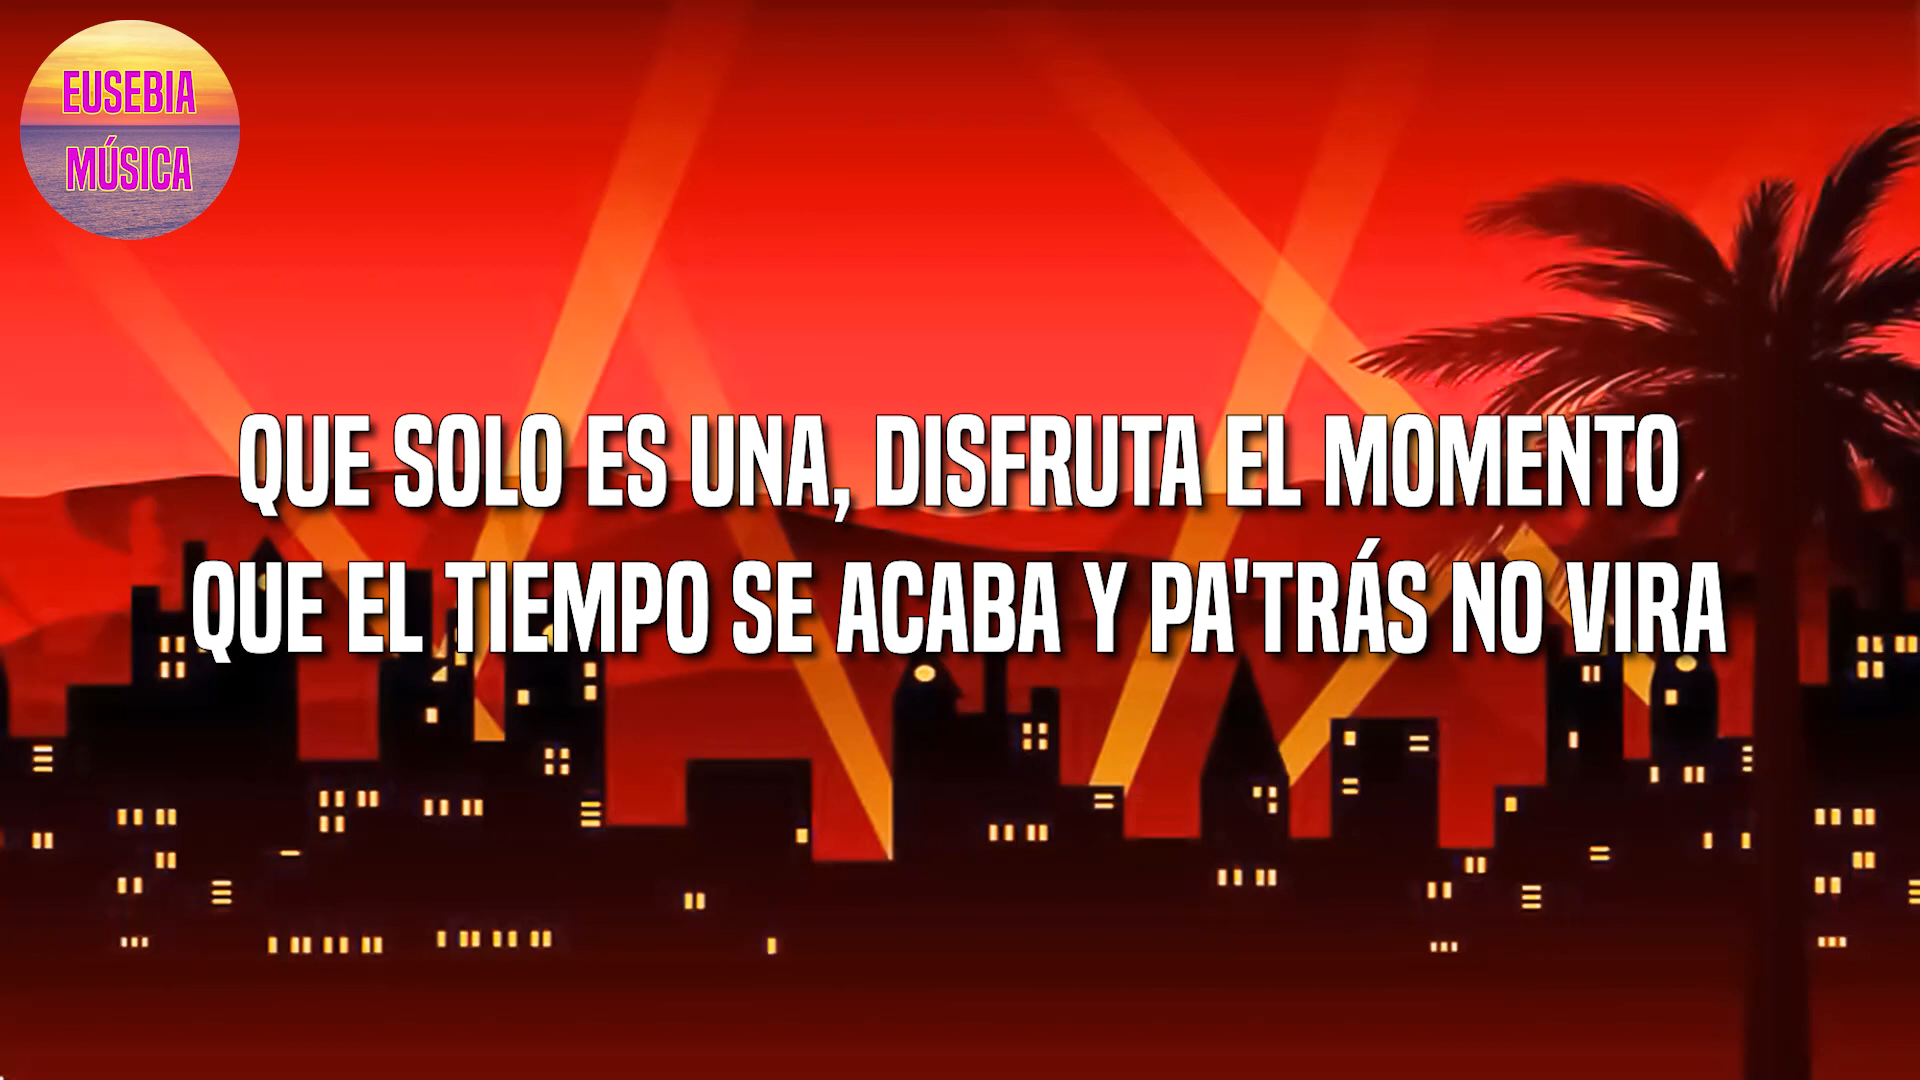 EUSEBIA
MÚSICA
QUE SOLO ES UNA, DISFRUTA EL MOMENTO
QUE EL TIEMPO SE ACABA Y PA'TRÁS NO VIRA